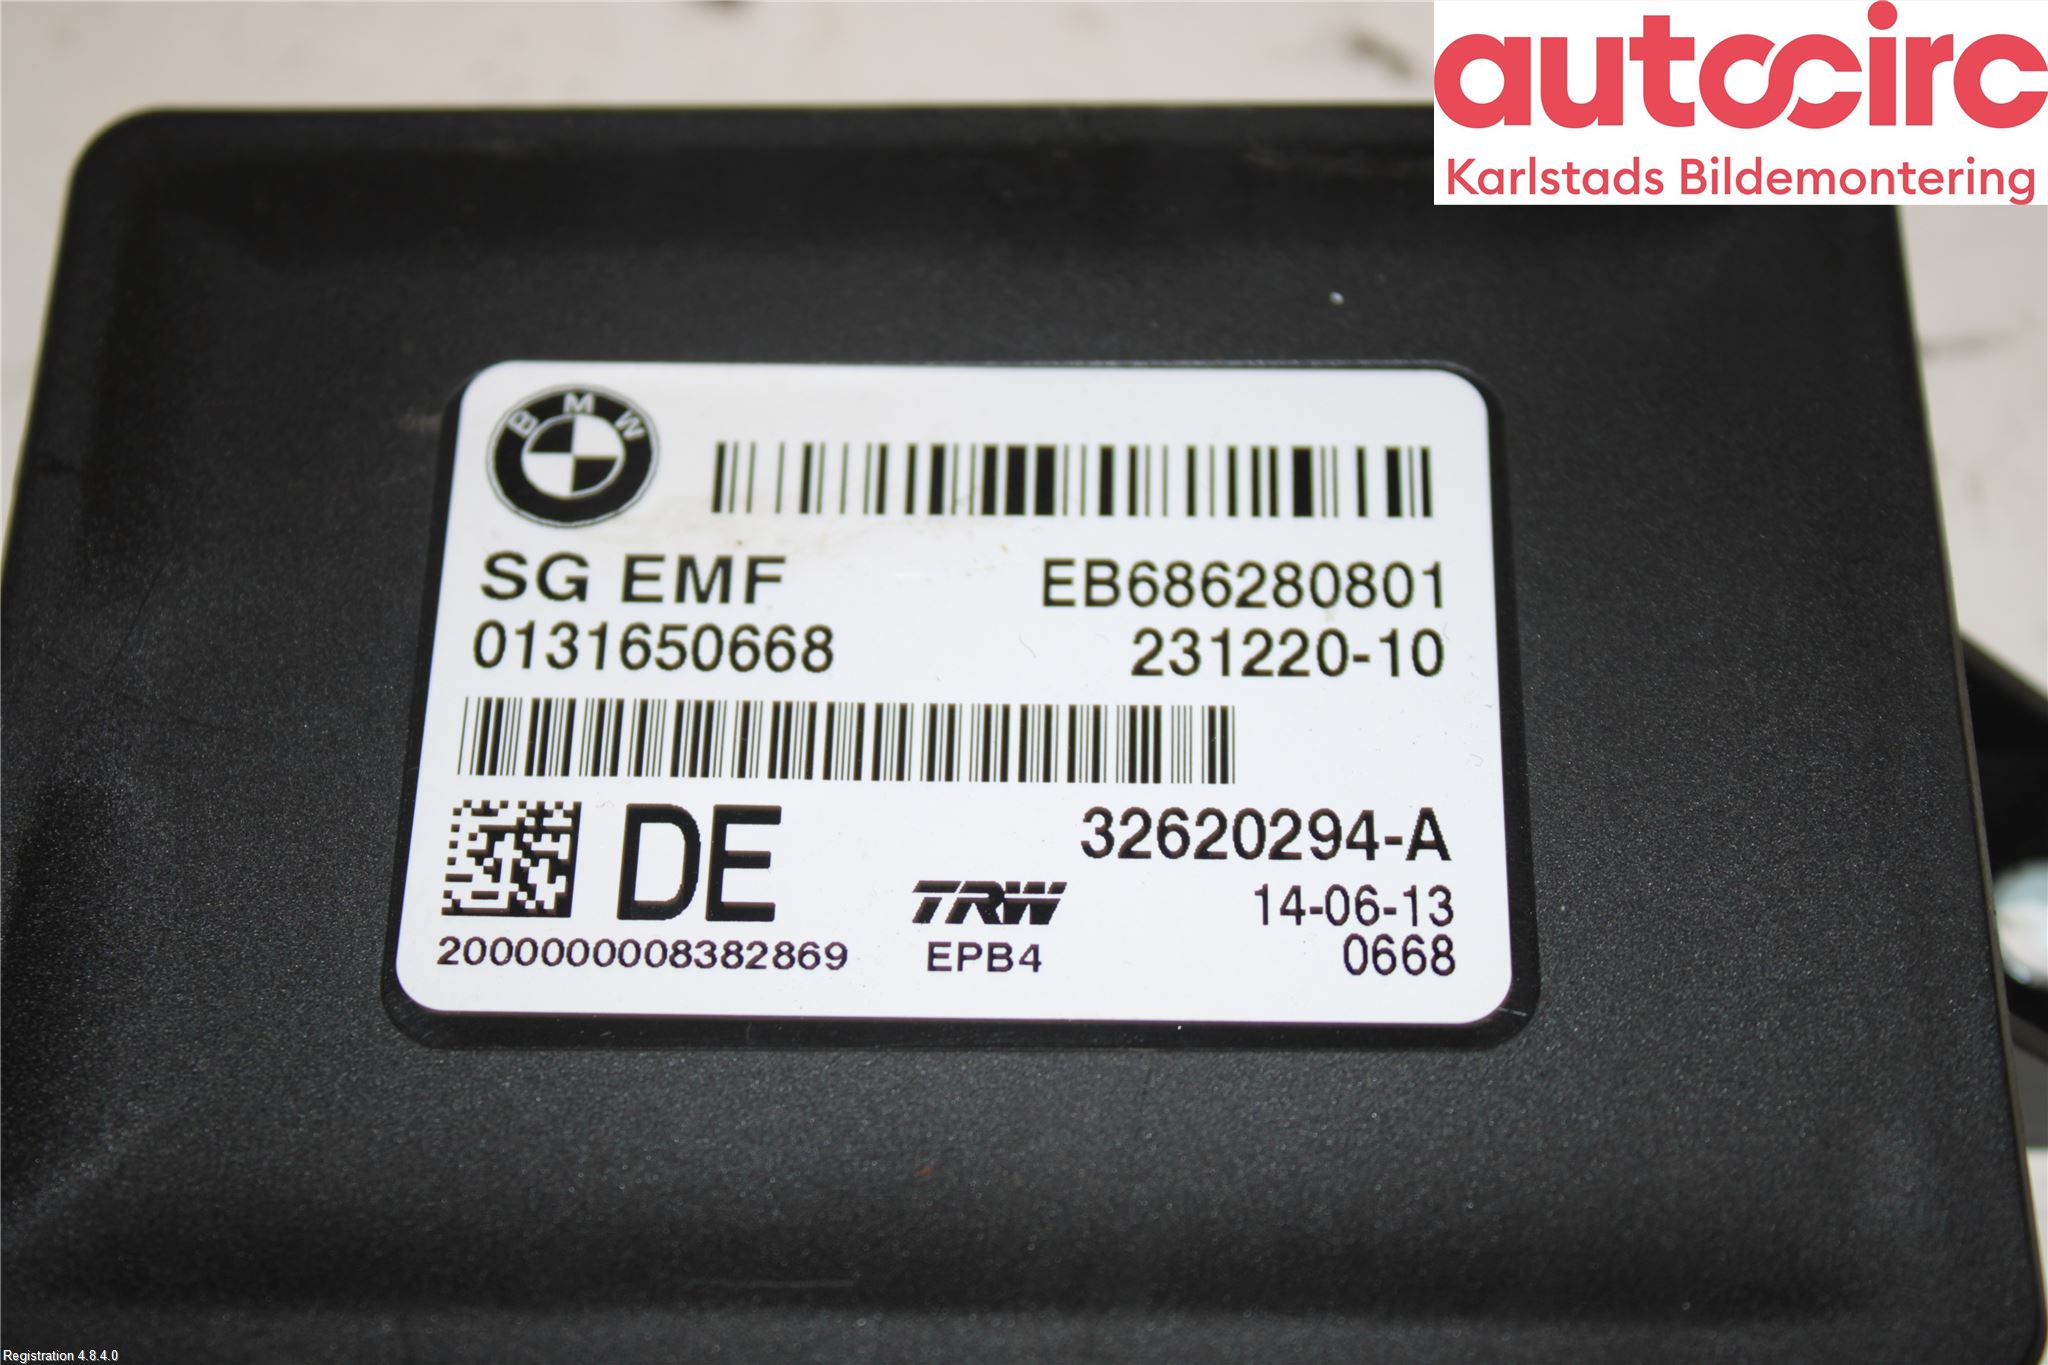 autocirc
Karlstads Bildemontering
BMW
SG EMF EB686280801
0131650668 231220-10
DE 32620294-A
TRW 14-06-13
2000000008382869 EPB4 0668
Registration 4.8.4.0